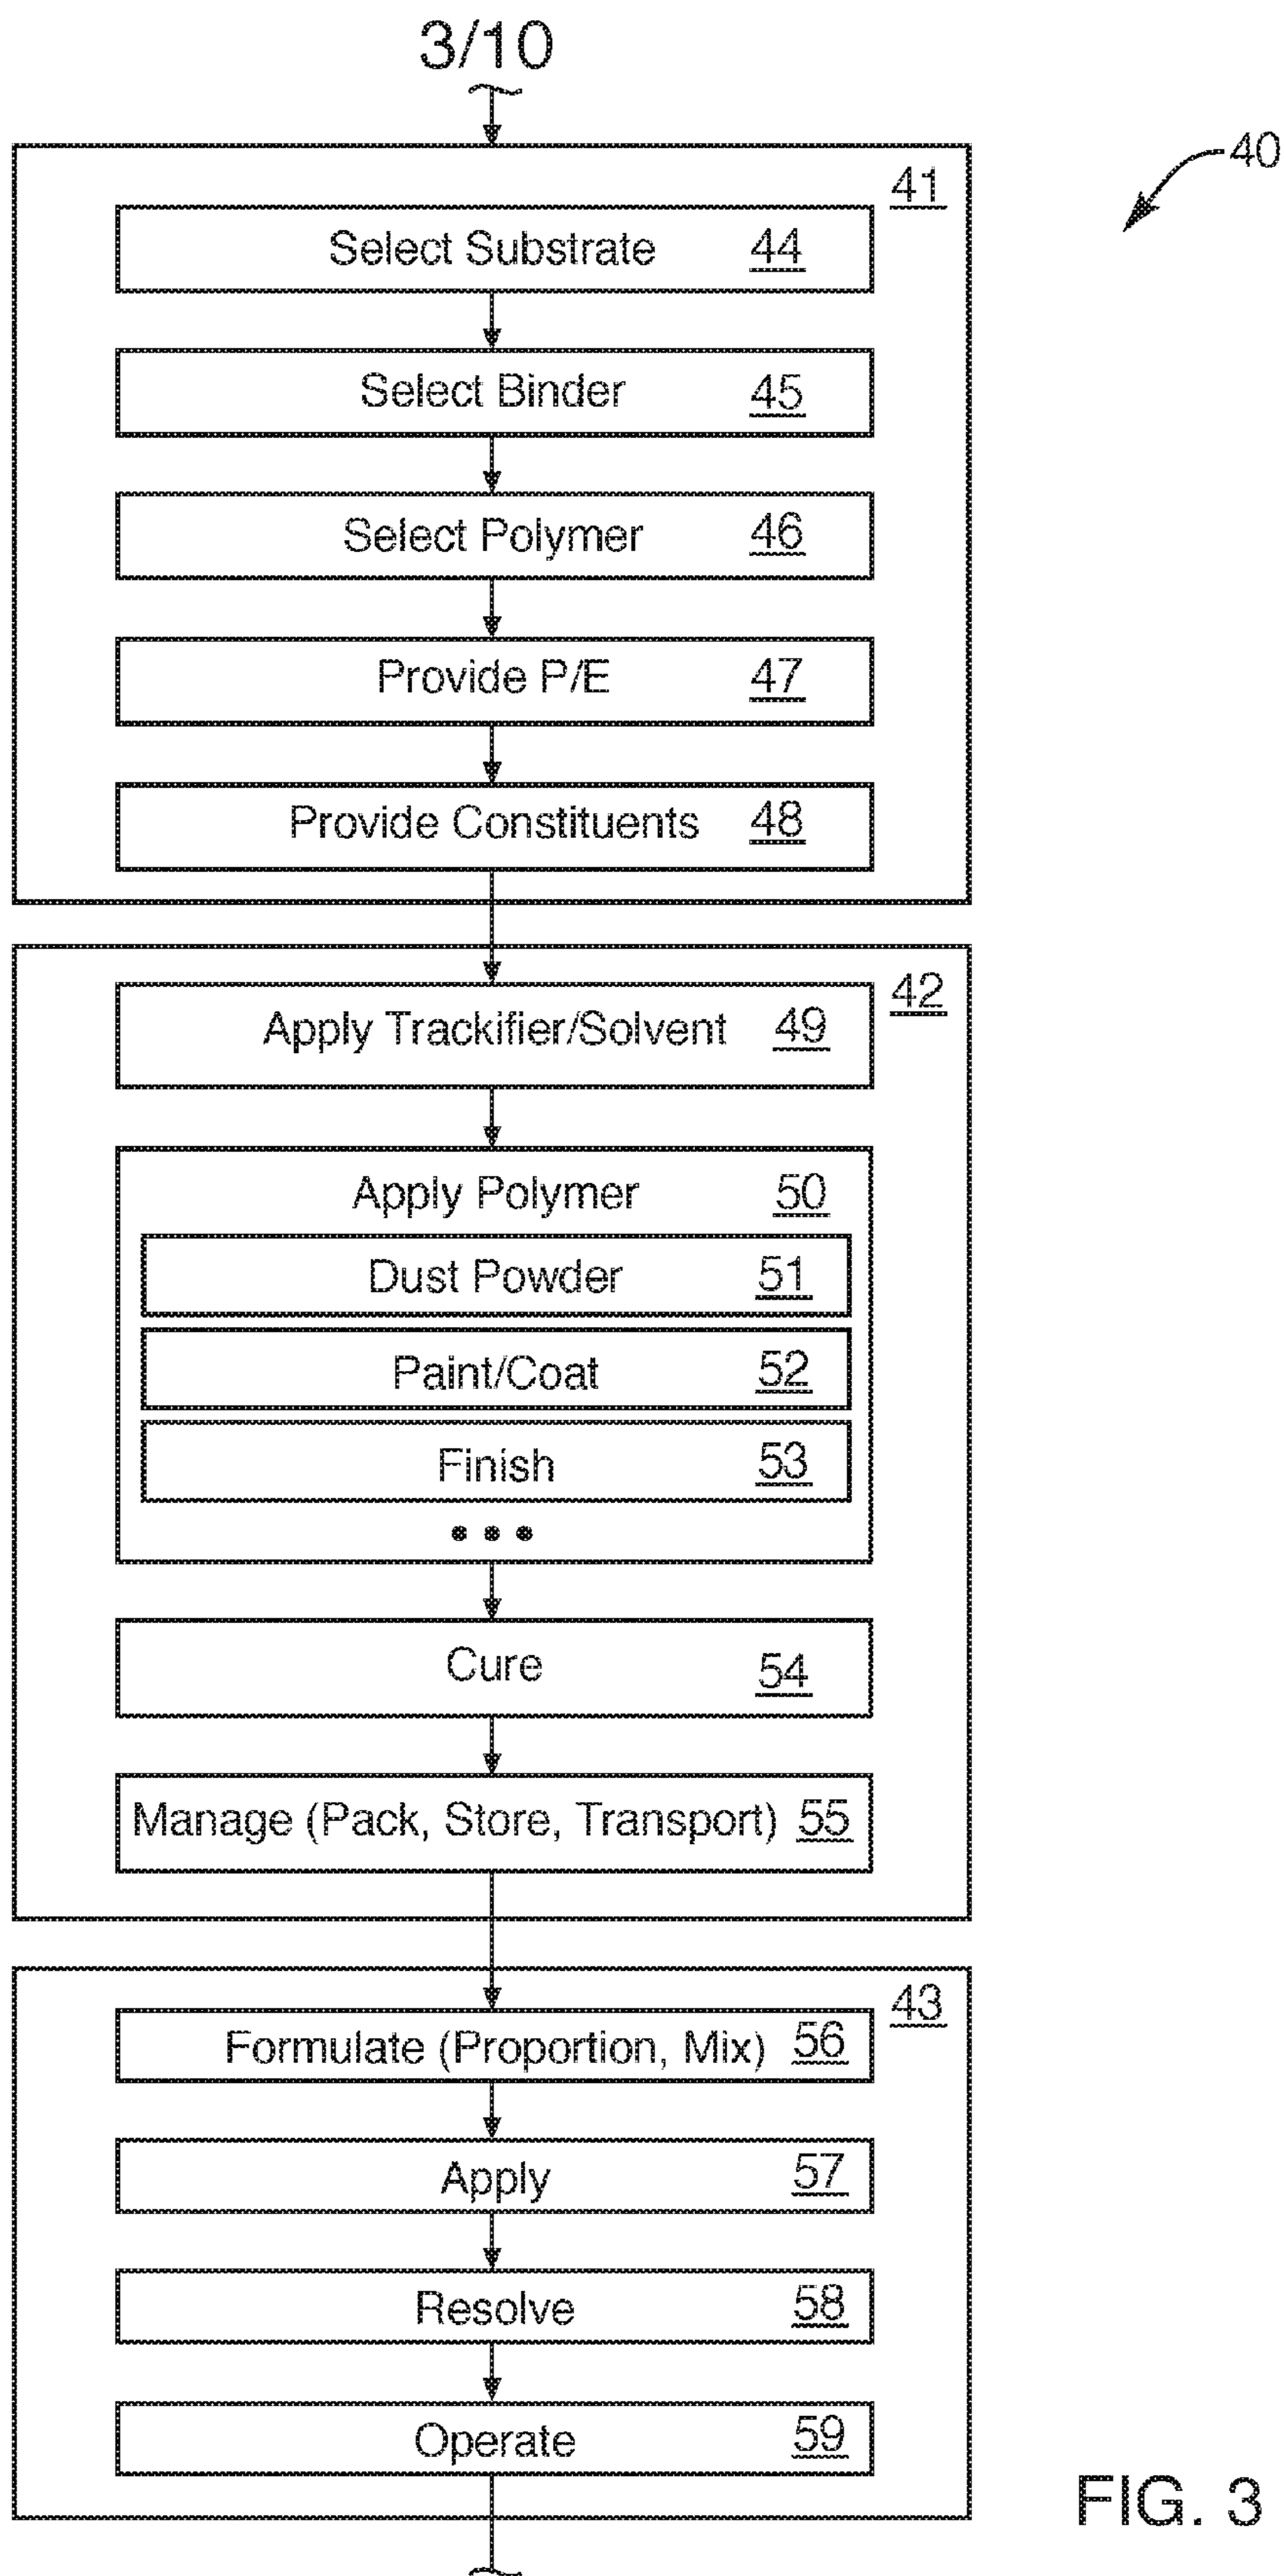 3/10
40
41
Select Substrate 44
Select Binder 45
Select Polymer 46
Provide P/E 47
Provide Constituents 48
42
Apply Trackifier/Solvent 49
Apply Polymer 50
Dust Powder 51
Paint/Coat 52
Finish 53
• • •
Cure 54
Manage (Pack, Store, Transport) 55
43
Formulate (Proportion, Mix) 56
Apply 57
Resolve 58
Operate 59
FIG. 3